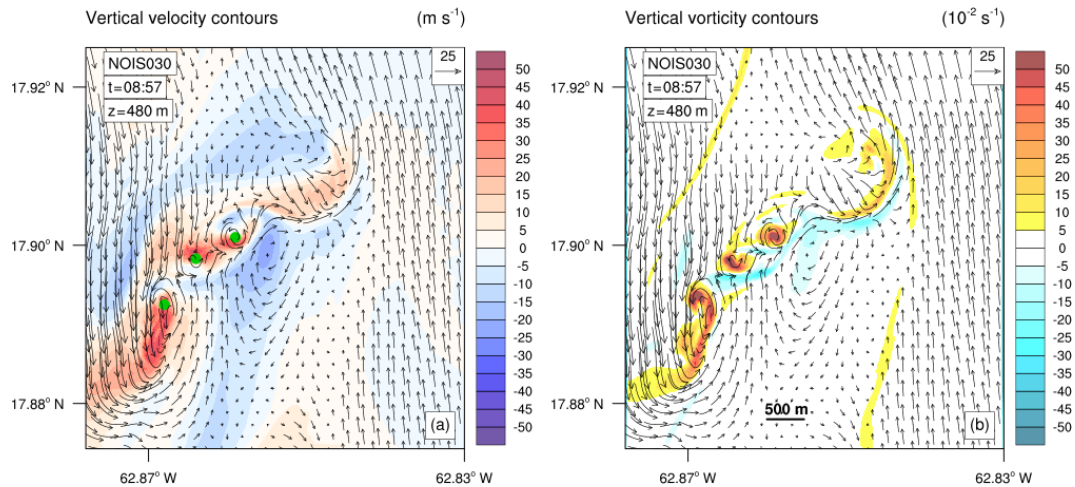 Vertical velocity contours (m s⁻¹)
NOIS030
t=08:57
z=480 m
25
17.92° N
17.90° N
17.88° N
62.87° W
62.83° W
(a)
50
45
40
35
30
25
20
15
10
5
0
-5
-10
-15
-20
-25
-30
-35
-40
-45
-50
Vertical vorticity contours (10⁻² s⁻¹)
NOIS030
t=08:57
z=480 m
25
17.92° N
17.90° N
17.88° N
500 m
(b)
62.87° W
62.83° W
50
45
40
35
30
25
20
15
10
5
0
-5
-10
-15
-20
-25
-30
-35
-40
-45
-50